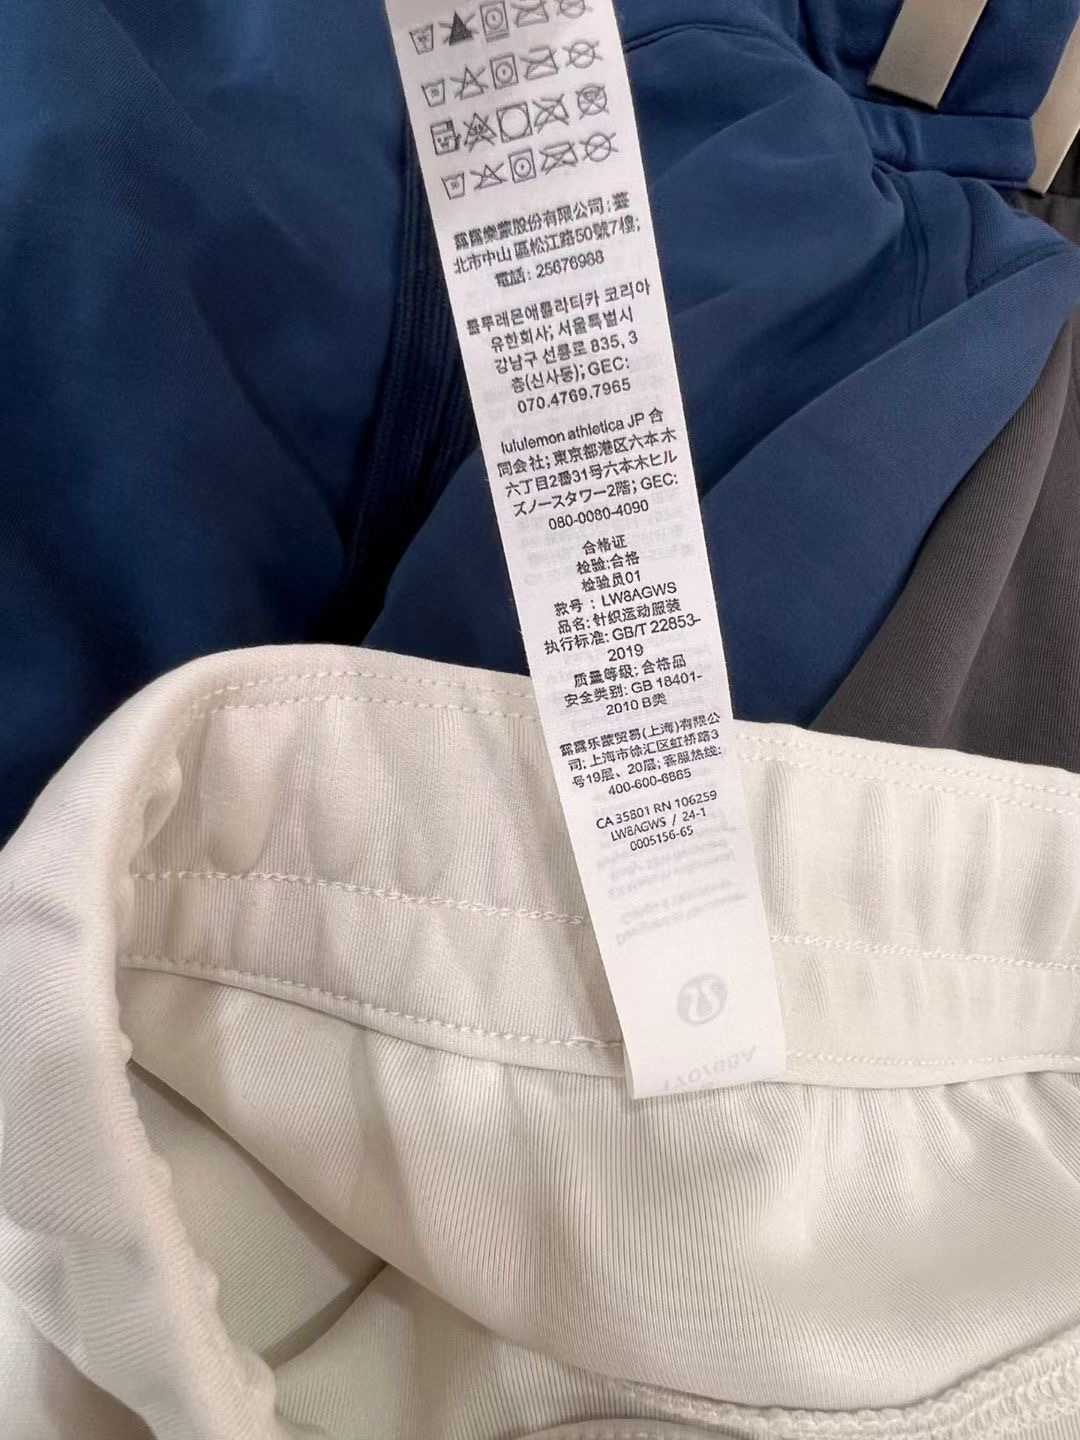 露露樂蒙股份有限公司; 臺
北市中山區松江路50號7樓;
電話: 25676988
룰루레몬애틀라티카 코리아
유한회사; 서울특별시
강남구 선릉로 835, 3
층(신사동); GEC:
070.4769.7965
lululemon athletica JP 合
同会社; 東京都港区六本木
六丁目2番31号六本木ヒル
ズノースタワー2階; GEC:
080-0080-4090
合格证
检验:合格
检验员01
款号 : LW8AGWS
品名: 针织运动服装
执行标准: GB/T 22853-
2019
质量等级: 合格品
安全类别: GB 18401-
2010 B类
露露乐蒙贸易(上海)有限公
司; 上海市徐汇区虹桥路3
号19层、20层; 客服热线:
400-600-6865
CA 35801 RN 106259
LW8AGWS / 24-1
0005156-65